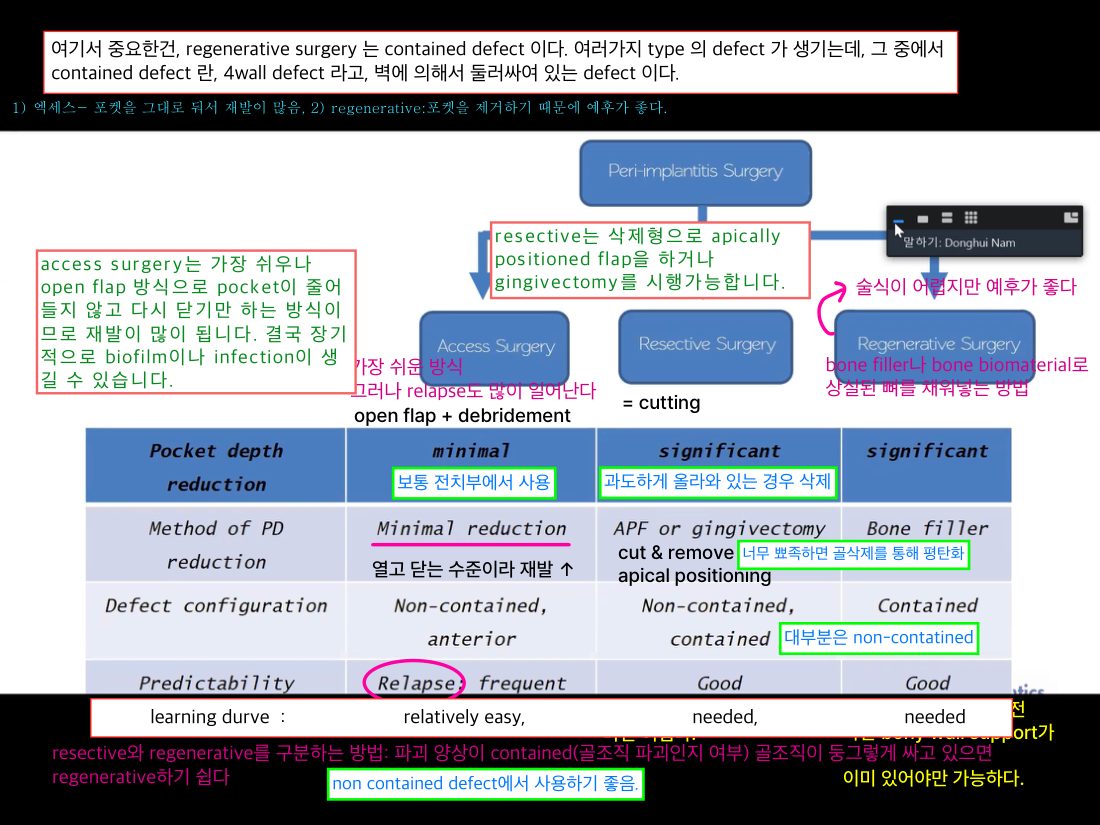 여기서 중요한건, regenerative surgery 는 contained defect 이다. 여러가지 type 의 defect 가 생기는데, 그 중에서
contained defect 란, 4wall defect 라고, 벽에 의해서 둘러싸여 있는 defect 이다.
1) 엑세스- 포켓을 그대로 둬서 재발이 많음, 2) regenerative:포켓을 제거하기 때문에 예후가 좋다.
Peri-implantitis Surgery
말하기: Donghui Nam
resective는 삭제형으로 apically
positioned flap을 하거나
gingivectomy를 시행가능합니다.
access surgery는 가장 쉬우나
open flap 방식으로 pocket이 줄어
들지 않고 다시 닫기만 하는 방식이
므로 재발이 많이 됩니다. 결국 장기
적으로 biofilm이나 infection이 생
길 수 있습니다.
술식이 어렵지만 예후가 좋다
Access Surgery
Resective Surgery
Regenerative Surgery
가장 쉬운 방식
그러나 relapse도 많이 일어난다
open flap + debridement
= cutting
bone filler나 bone biomaterial로
상실된 뼈를 채워넣는 방법
Pocket depth reduction
minimal
significant
significant
보통 전치부에서 사용
과도하게 올라와 있는 경우 삭제
Method of PD reduction
Minimal reduction
APF or gingivectomy
Bone filler
열고 닫는 수준이라 재발 ↑
cut & remove
apical positioning
너무 뾰족하면 골삭제를 통해 평탄화
Defect configuration
Non-contained, anterior
Non-contained, contained
Contained
대부분은 non-contatined
Predictability
Relapse: frequent
Good
Good
learning durve : relatively easy, needed, needed
전
bony wall support가
이미 있어야만 가능하다.
resective와 regenerative를 구분하는 방법: 파괴 양상이 contained(골조직 파괴인지 여부) 골조직이 둥그렇게 싸고 있으면
regenerative하기 쉽다
non contained defect에서 사용하기 좋음.